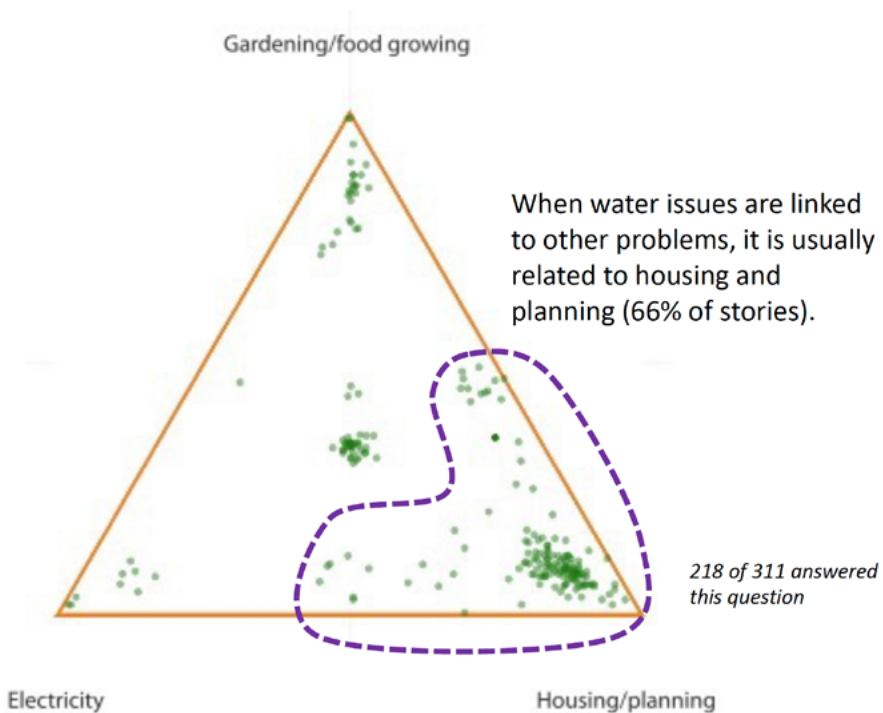 Gardening/food growing
When water issues are linked
to other problems, it is usually
related to housing and
planning (66% of stories).
218 of 311 answered
this question
Electricity
Housing/planning